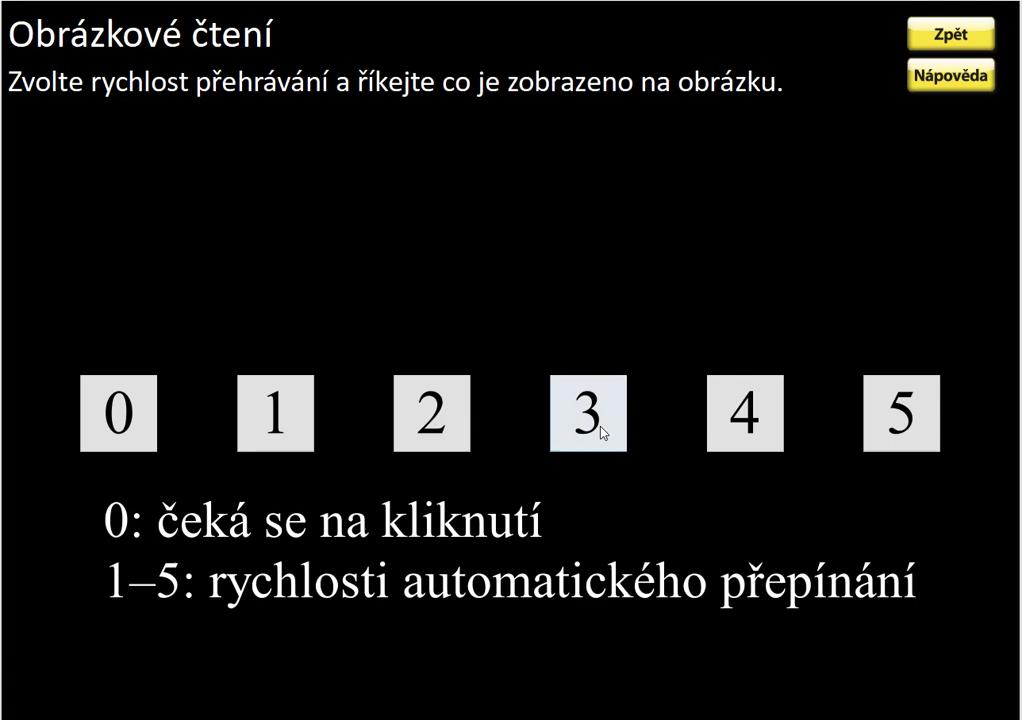 Obrázkové čtení
Zpět
Zvolte rychlost přehrávání a říkejte co je zobrazeno na obrázku.
Nápověda
0 1 2 3 4 5
0: čeká se na kliknutí
1–5: rychlosti automatického přepínání